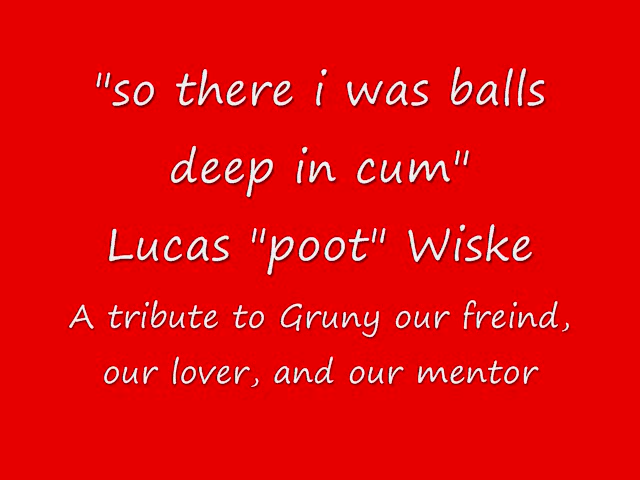 "so there i was balls
deep in cum"
Lucas "poot" Wiske
A tribute to Gruny our freind,
our lover, and our mentor